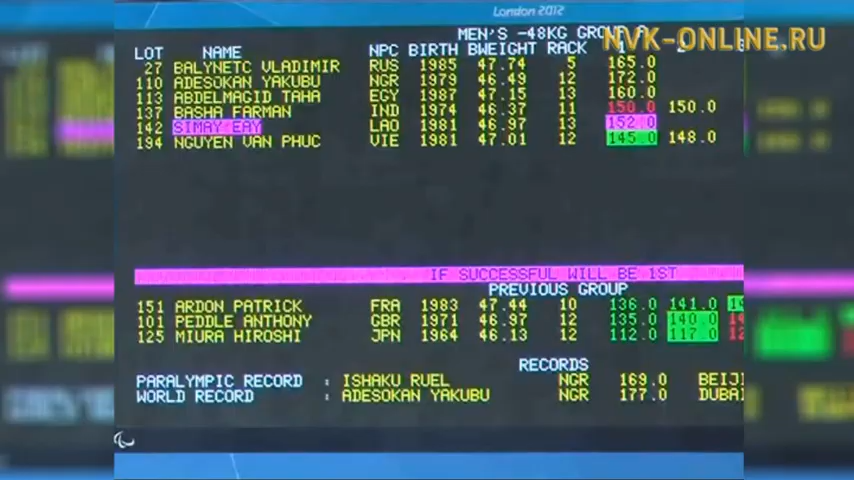 London 2012
MEN'S -48KG GROUP A
NVK-ONLINE.RU
LOT NAME NPC BIRTH BWEIGHT RACK 1 2
27 BALYNETC VLADIMIR RUS 1985 47.74 5 165.0
110 ADESOKAN YAKUBU NGR 1979 46.49 12 172.0
113 ABDELMAGID TAHA EGY 1987 47.15 13 160.0
137 BASHA FARMAN IND 1974 46.37 11 150.0 150.0
142 SIMAY EAY LAO 1981 46.97 13 152.0
194 NGUYEN VAN PHUC VIE 1981 47.01 12 145.0 148.0
IF SUCCESSFUL WILL BE 1ST
PREVIOUS GROUP
151 ARDON PATRICK FRA 1983 47.44 10 136.0 141.0
101 PEDDLE ANTHONY GBR 1971 46.97 12 135.0 140.0
125 MIURA HIROSHI JPN 1964 46.13 12 112.0 117.0
RECORDS
PARALYMPIC RECORD : ISHAKU RUEL NGR 169.0 BEIJI
WORLD RECORD : ADESOKAN YAKUBU NGR 177.0 DUBAI